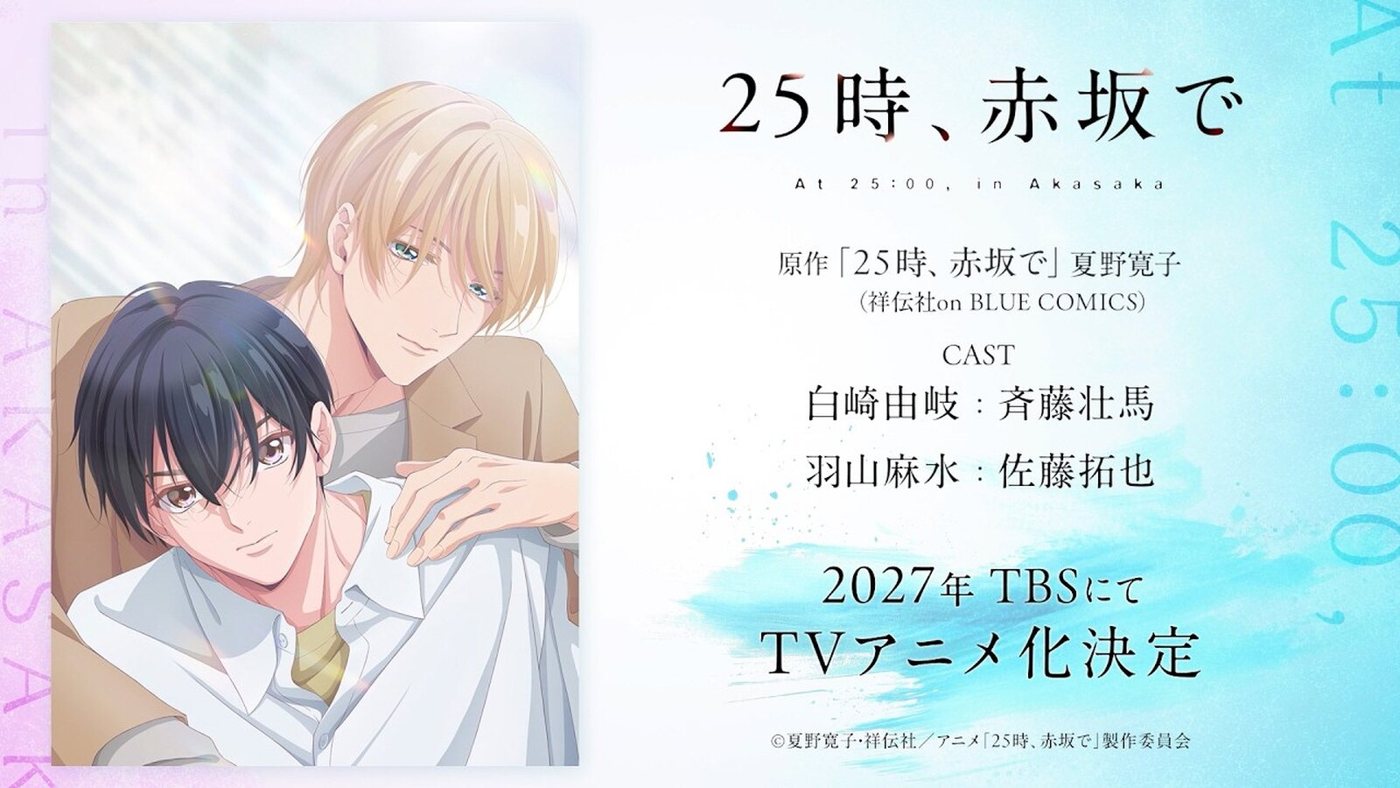 25時、赤坂で
At 25:00, in Akasaka
原作「25時、赤坂で」夏野寛子
（祥伝社on BLUE COMICS）
CAST
白崎由岐：斉藤壮馬
羽山麻水：佐藤拓也
2027年 TBSにて
TVアニメ化決定
©夏野寛子・祥伝社／アニメ「25時、赤坂で」製作委員会
At 25:00,
in AKASAK